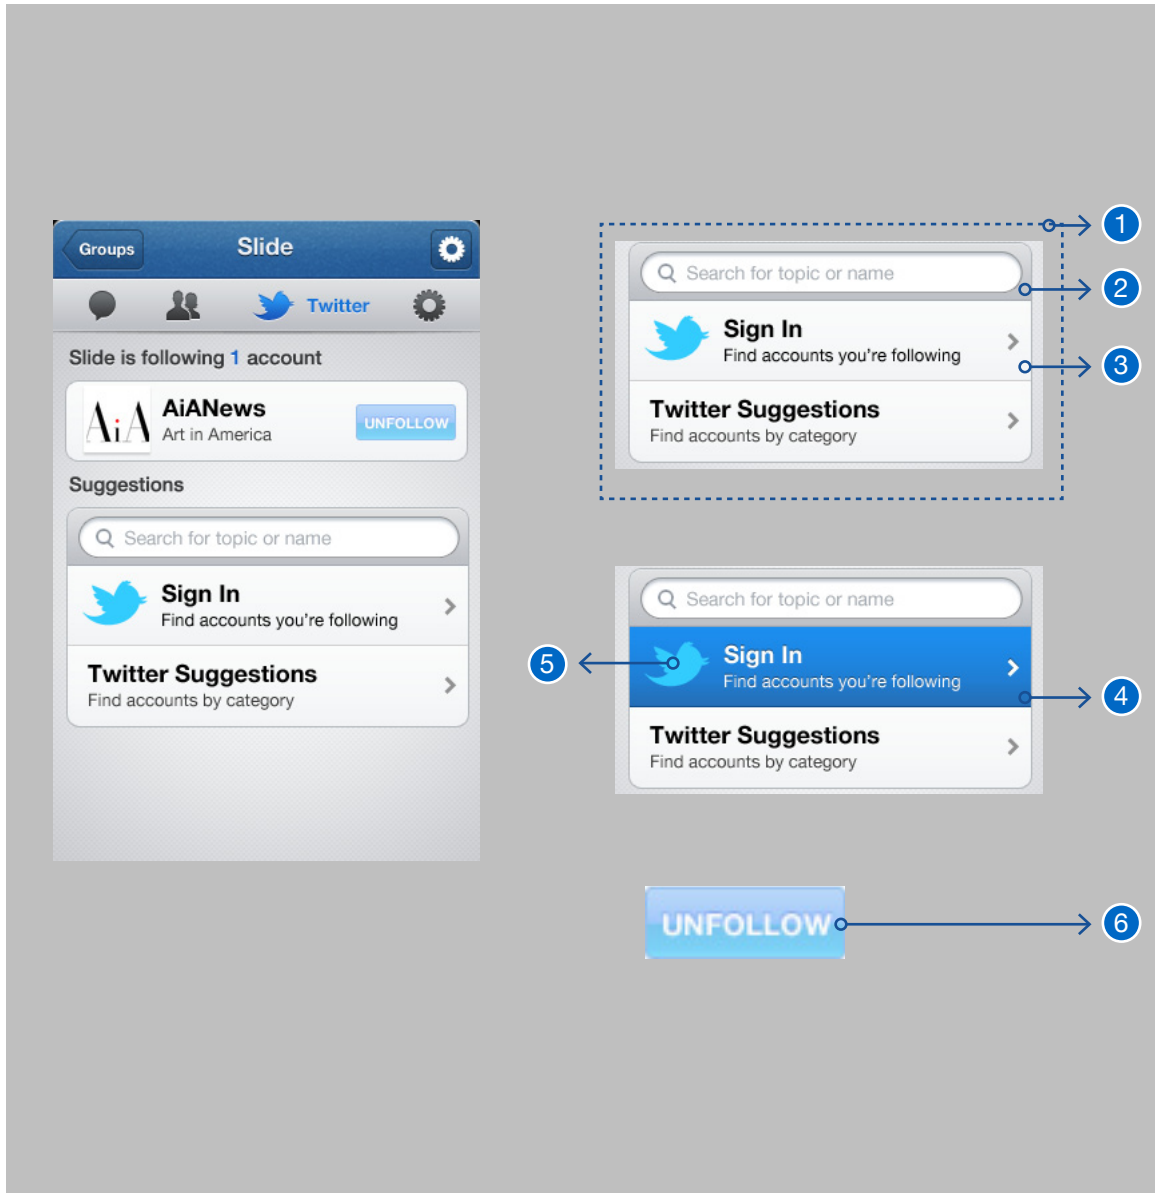 Groups
Slide
Twitter
Slide is following 1 account
AiA
AiANews
Art in America
UNFOLLOW
Suggestions
Search for topic or name
Sign In
Find accounts you're following
Twitter Suggestions
Find accounts by category
1
Search for topic or name
2
Sign In
Find accounts you're following
3
Twitter Suggestions
Find accounts by category
Search for topic or name
5
Sign In
Find accounts you're following
4
Twitter Suggestions
Find accounts by category
UNFOLLOW
6